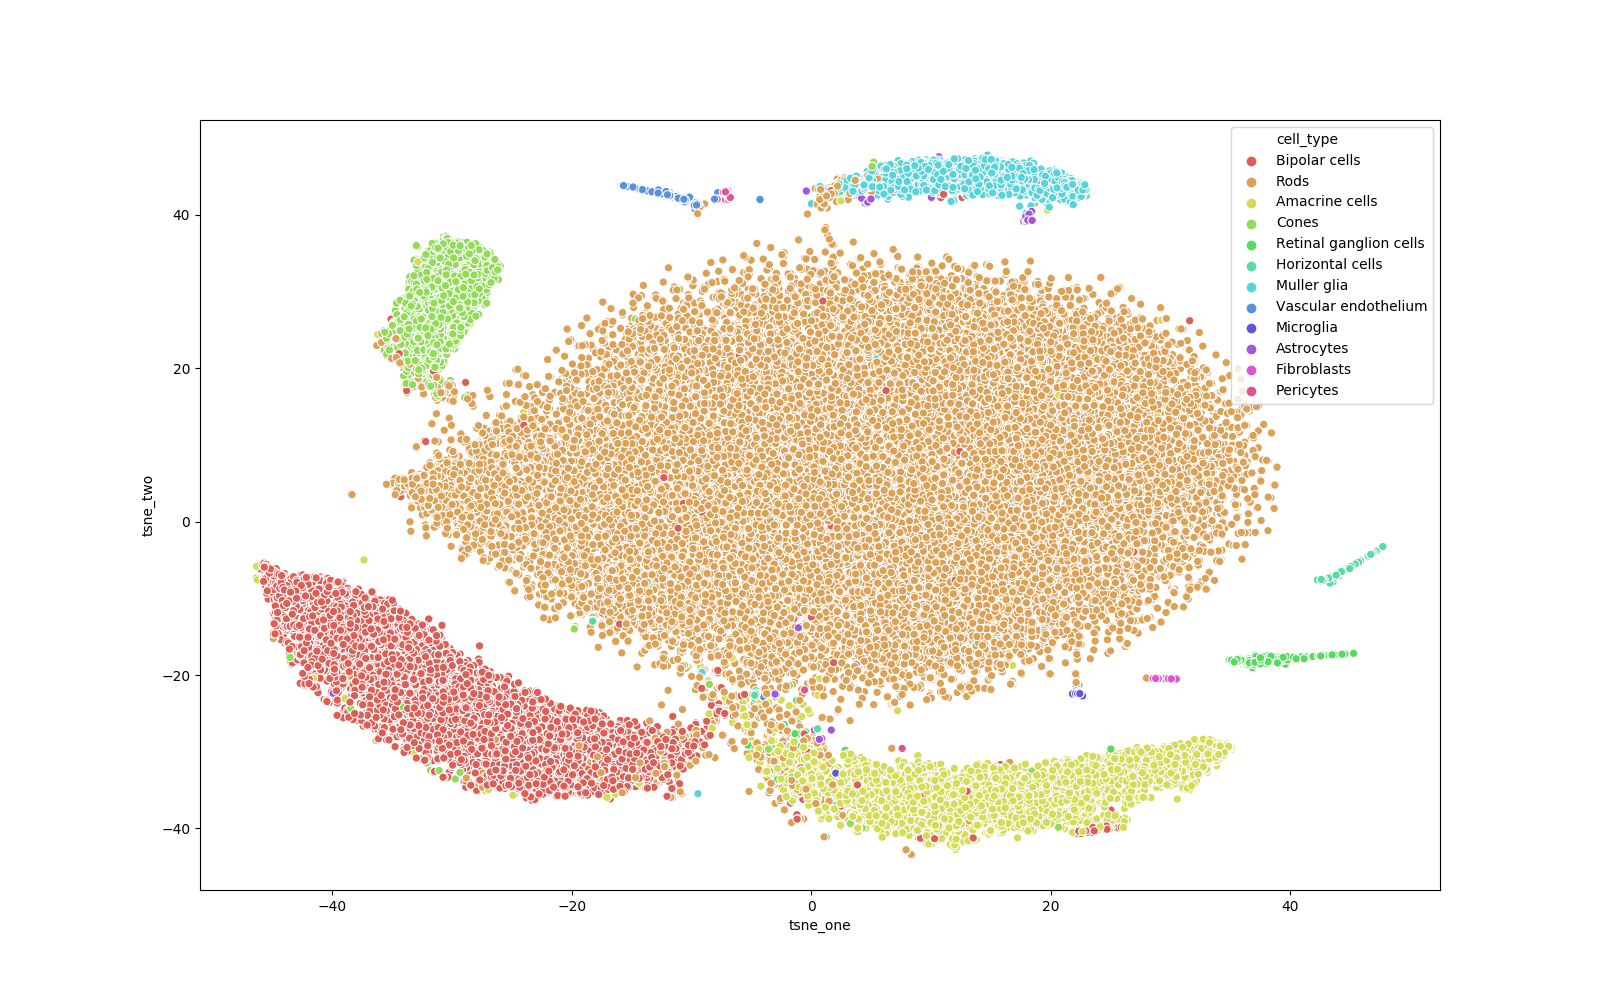 cell_type
Bipolar cells
Rods
Amacrine cells
Cones
Retinal ganglion cells
Horizontal cells
Muller glia
Vascular endothelium
Microglia
Astrocytes
Fibroblasts
Pericytes
40
20
0
−20
−40
tsne_two
−40
−20
0
20
40
tsne_one